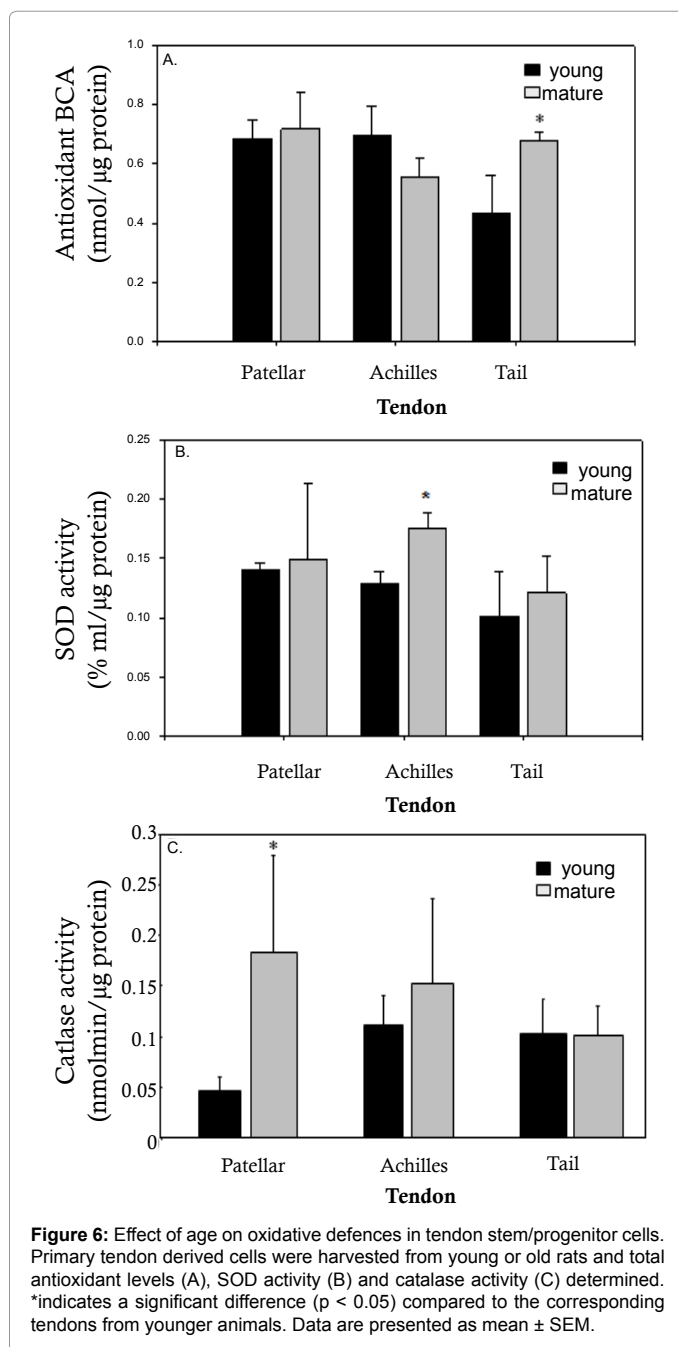 A.
young
mature
Antioxidant BCA
(nmol/µg protein)
1.0
0.8
0.6
0.4
0.2
0.0
*
Patellar Achilles Tail
Tendon
B.
young
mature
SOD activity
(% ml/µg protein)
0.25
0.20
0.15
0.10
0.05
0.00
*
Patellar Achilles Tail
Tendon
C.
young
mature
Catlase activity
(nmolmin/µg protein)
0.3
0.25
0.2
0.15
0.1
0.05
0
*
Patellar Achilles Tail
Tendon
Figure 6: Effect of age on oxidative defences in tendon stem/progenitor cells.
Primary tendon derived cells were harvested from young or old rats and total
antioxidant levels (A), SOD activity (B) and catalase activity (C) determined.
*indicates a significant difference (p < 0.05) compared to the corresponding
tendons from younger animals. Data are presented as mean ± SEM.